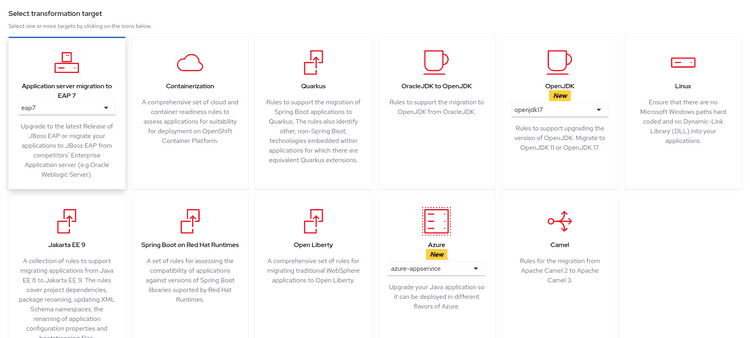 Select transformation target
Select one or more targets by clicking on the icons below.
Application server migration to
EAP 7
eap7
Upgrade to the latest Release of
JBoss EAP or migrate your
applications to JBoss EAP from
competitors' Enterprise
Application server (e.g.Oracle
Weblogic Server).
Containerization
A comprehensive set of cloud and
container readiness rules to
assess applications for suitability
for deployment on OpenShift
Container Platform.
Quarkus
Rules to support the migration of
Spring Boot applications to
Quarkus. The rules also identify
other, non-Spring Boot,
technologies embedded within
applications for which there are
equivalent Quarkus extensions.
OracleJDK to OpenJDK
Rules to support the migration to
OpenJDK from OracleJDK.
OpenJDK
New
openjdk17
Rules to support upgrading the
version of OpenJDK. Migrate to
OpenJDK 11 or OpenJDK 17.
Linux
Ensure that there are no
Microsoft Windows paths hard
coded and no Dynamic-Link
Library (DLL) into your
applications.
Jakarta EE 9
A collection of rules to support
migrating applications from Java
EE 8 to Jakarta EE 9. The rules
cover project dependencies,
package renaming, updating XML
Schema namespaces, the
renaming of application
configuration properties and
bootstrapping files.
Spring Boot on Red Hat Runtimes
A set of rules for assessing the
compatibility of applications
against versions of Spring Boot
libraries suported by Red Hat
Runtimes.
Open Liberty
A comprehensive set of rules for
migrating traditional WebSphere
applications to Open Liberty.
Azure
New
azure-appservice
Upgrade your Java application so
it can be deployed in different
flavors of Azure.
Camel
Rules for the migration from
Apache Camel 2 to Apache
Camel 3.